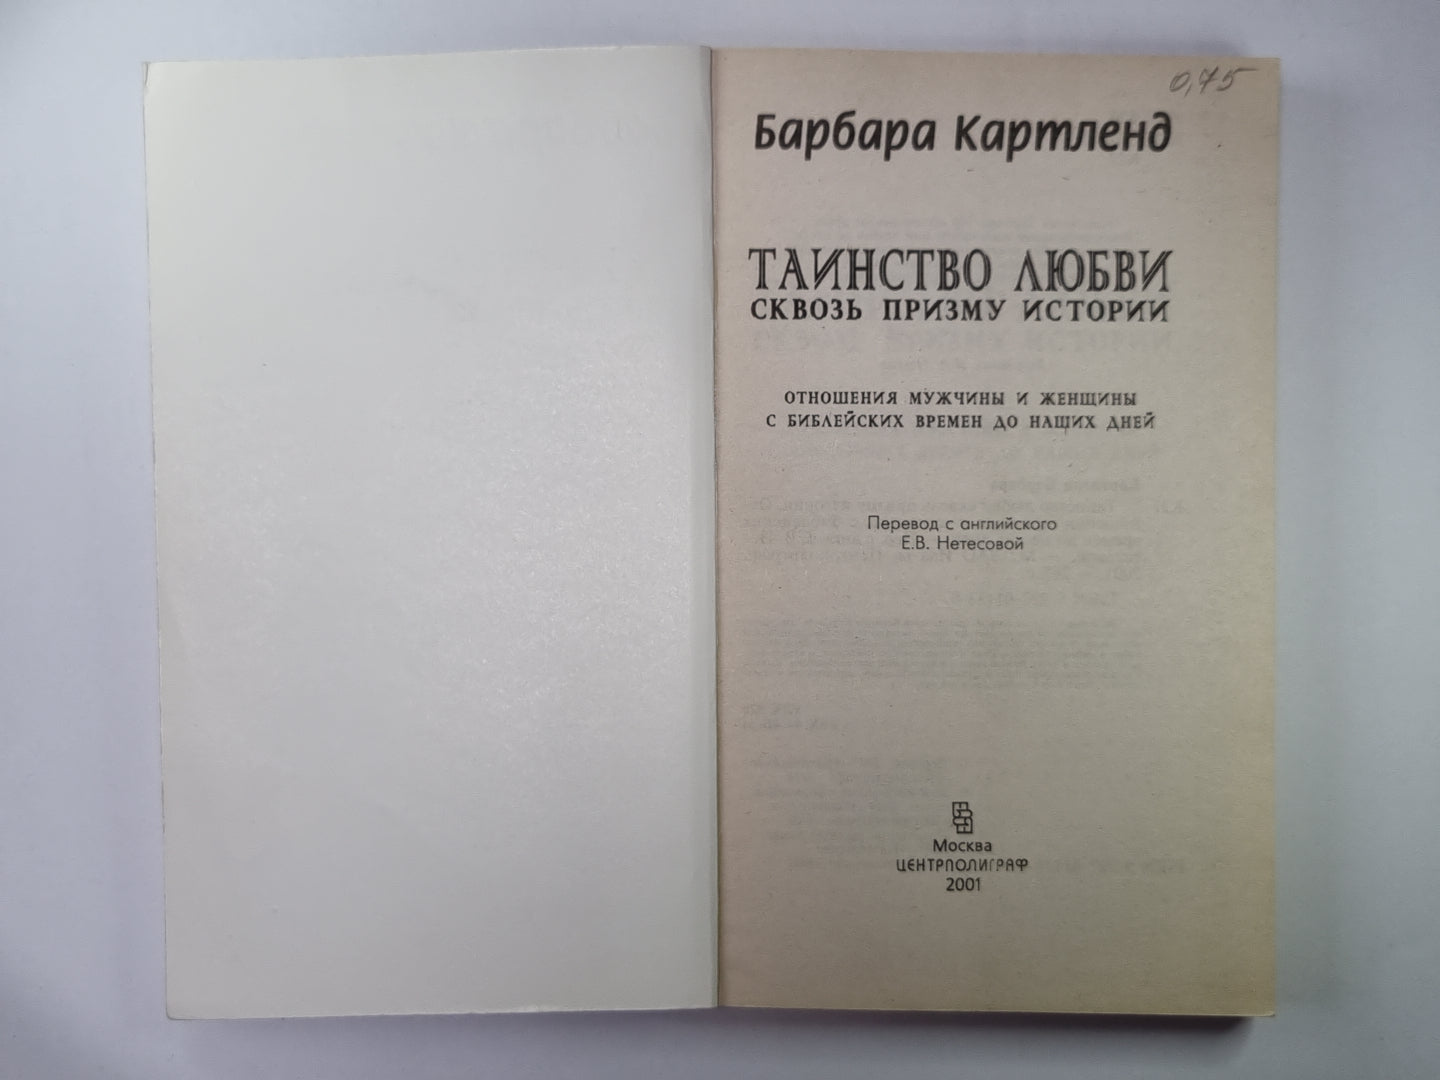 0,75
Барбара Картленд
ТАИНСТВО ЛЮБВИ
СКВОЗЬ ПРИЗМУ ИСТОРИИ
ОТНОШЕНИЯ МУЖЧИНЫ И ЖЕНЩИНЫ
С БИБЛЕЙСКИХ ВРЕМЕН ДО НАШИХ ДНЕЙ
Перевод с английского
Е.В. Нетесовой
Москва
ЦЕНТРПОЛИГРАФ
2001